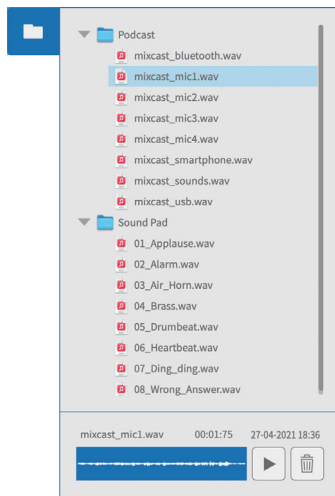 Podcast
mixcast_bluetooth.wav
mixcast_mic1.wav
mixcast_mic2.wav
mixcast_mic3.wav
mixcast_mic4.wav
mixcast_smartphone.wav
mixcast_sounds.wav
mixcast_usb.wav
Sound Pad
01_Applause.wav
02_Alarm.wav
03_Air_Horn.wav
04_Brass.wav
05_Drumbeat.wav
06_Heartbeat.wav
07_Ding_ding.wav
08_Wrong_Answer.wav
mixcast_mic1.wav 00:01:75 27-04-2021 18:36